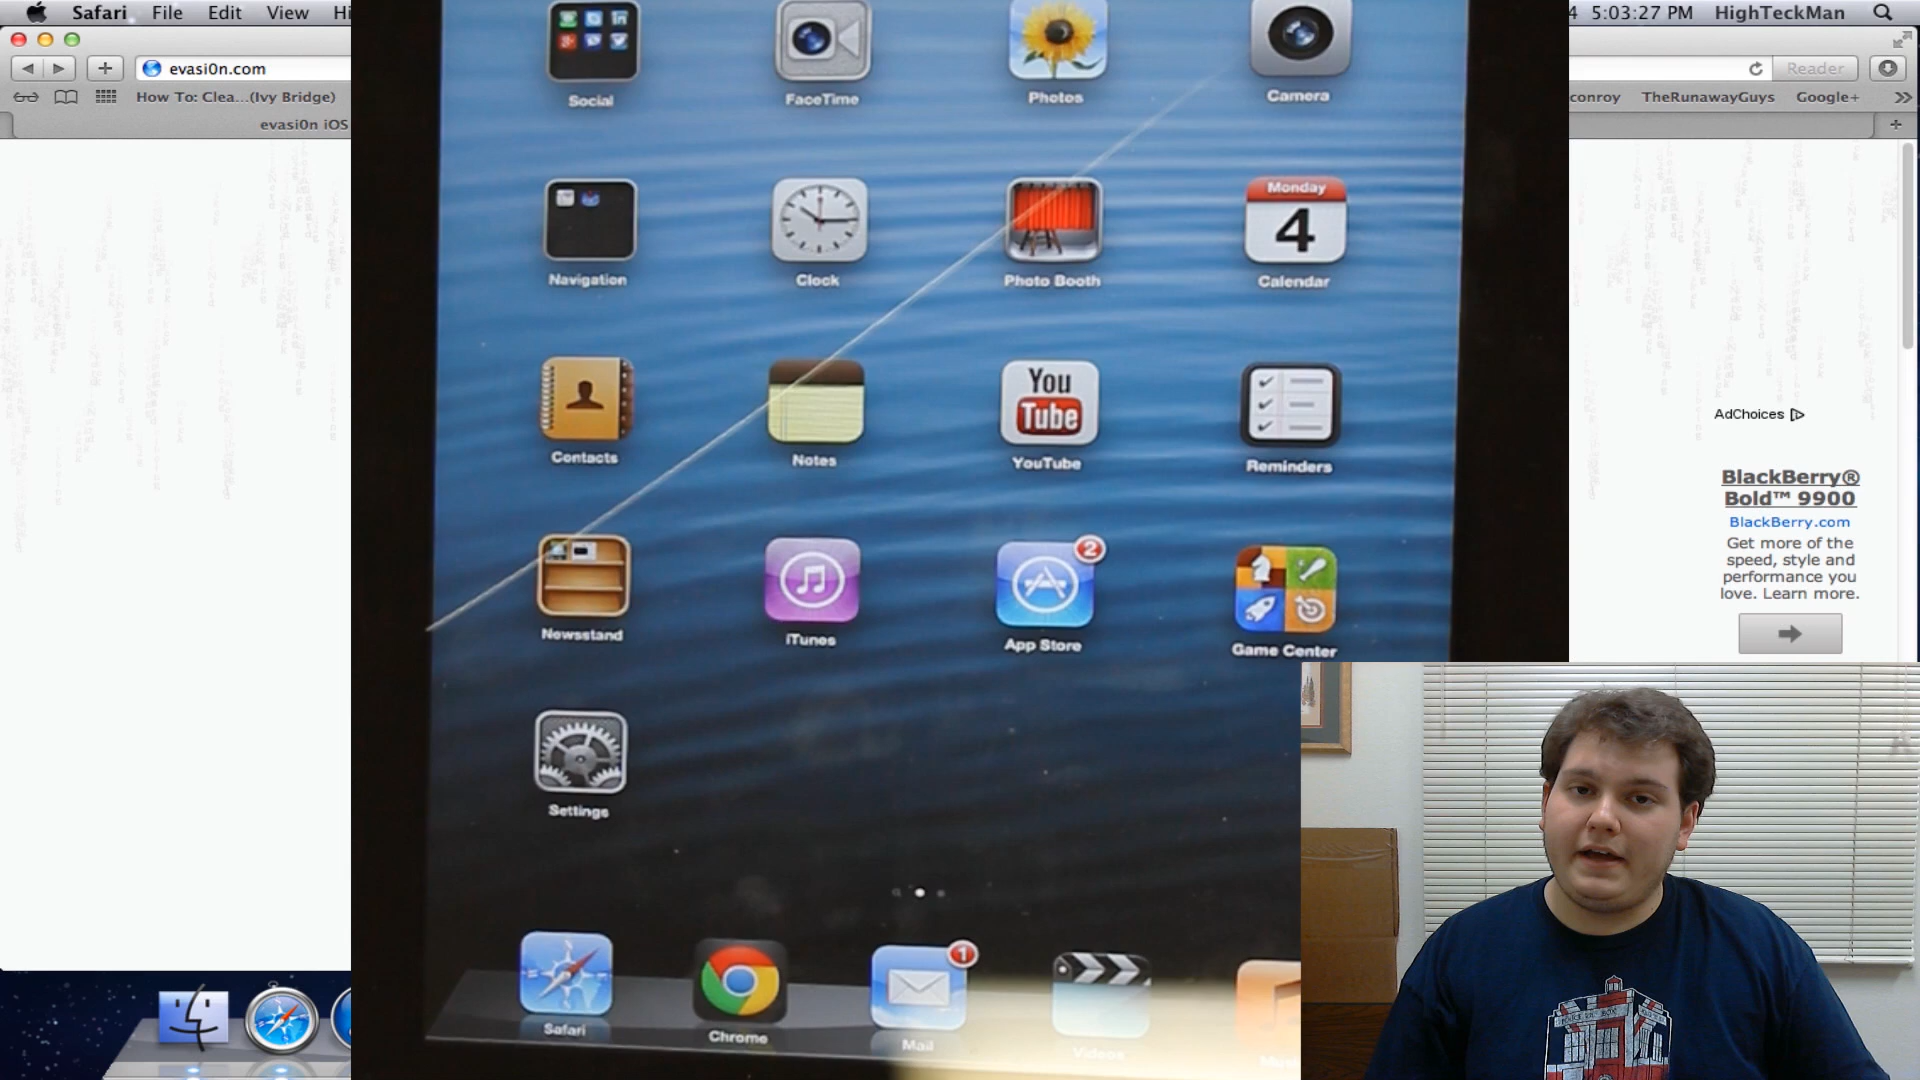 Safari File Edit View Hi
4 5:03:27 PM HighTeckMan
evasi0n.com
Reader
How To: Clea...(Ivy Bridge)
conroy TheRunawayGuys Google+
evasi0n iOS
Social FaceTime Photos Camera
Monday
4
Navigation Clock Photo Booth Calendar
You
Tube
Contacts Notes YouTube Reminders
2
Newsstand iTunes App Store Game Center
Settings
1
Safari Chrome Mail Videos
AdChoices
BlackBerry®
Bold™ 9900
BlackBerry.com
Get more of the
speed, style and
performance you
love. Learn more.